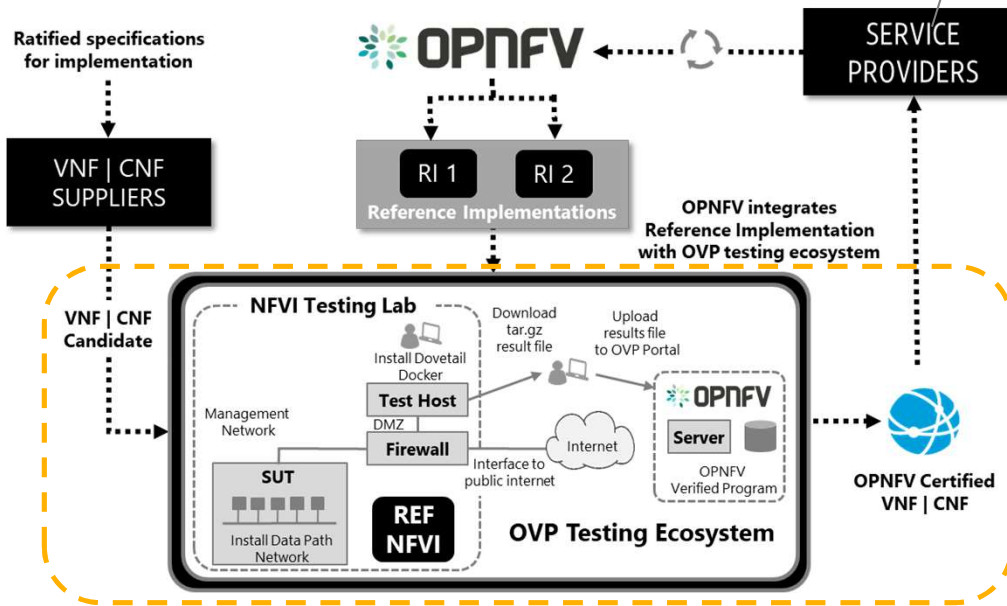 Ratified specifications
for implementation
OPNFV
SERVICE
PROVIDERS
VNF | CNF
SUPPLIERS
RI 1
RI 2
Reference Implementations
OPNFV integrates
Reference Implementation
with OVP testing ecosystem
VNF | CNF
Candidate
NFVI Testing Lab
Install Dovetail
Docker
Test Host
DMZ
Firewall
Management
Network
SUT
Install Data Path
Network
REF
NFVI
Download
tar.gz
result file
Upload
results file
to OVP Portal
Internet
Interface to
public internet
OPNFV
Server
OPNFV
Verified Program
OVP Testing Ecosystem
OPNFV Certified
VNF | CNF